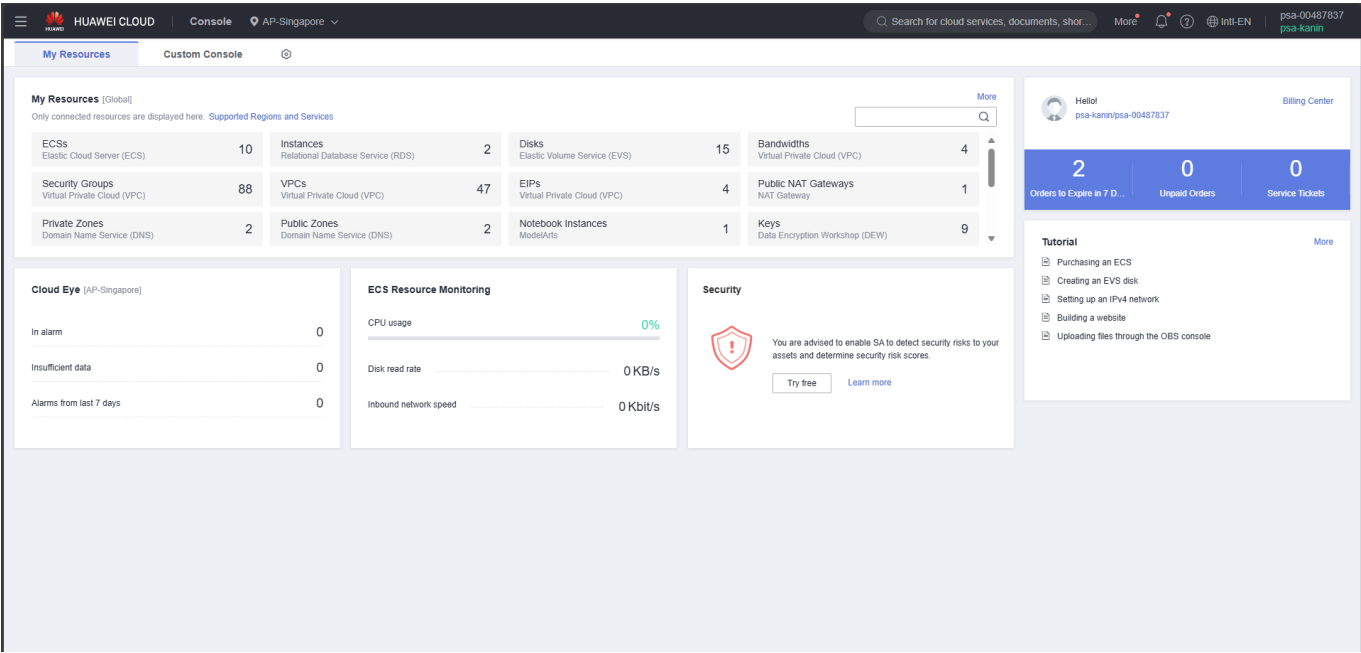 HUAWEI
HUAWEI CLOUD
Console
AP-Singapore
Search for cloud services, documents, shor...
More
?
Intl-EN
psa-00487837
psa-kanin
My Resources
Custom Console
My Resources [Global]
More
Only connected resources are displayed here. Supported Regions and Services
ECSs
Elastic Cloud Server (ECS)
10
Instances
Relational Database Service (RDS)
2
Disks
Elastic Volume Service (EVS)
15
Bandwidths
Virtual Private Cloud (VPC)
4
Security Groups
Virtual Private Cloud (VPC)
88
VPCs
Virtual Private Cloud (VPC)
47
EIPs
Virtual Private Cloud (VPC)
4
Public NAT Gateways
NAT Gateway
1
Private Zones
Domain Name Service (DNS)
2
Public Zones
Domain Name Service (DNS)
2
Notebook Instances
ModelArts
1
Keys
Data Encryption Workshop (DEW)
9
Hello!
Billing Center
psa-kanin/psa-00487837
2
Orders to Expire in 7 D...
0
Unpaid Orders
0
Service Tickets
Tutorial
More
Purchasing an ECS
Creating an EVS disk
Setting up an IPv4 network
Building a website
Uploading files through the OBS console
Cloud Eye [AP-Singapore]
In alarm 0
Insufficient data 0
Alarms from last 7 days 0
ECS Resource Monitoring
CPU usage 0%
Disk read rate 0 KB/s
Inbound network speed 0 Kbit/s
Security
You are advised to enable SA to detect security risks to your
assets and determine security risk scores.
Try free
Learn more